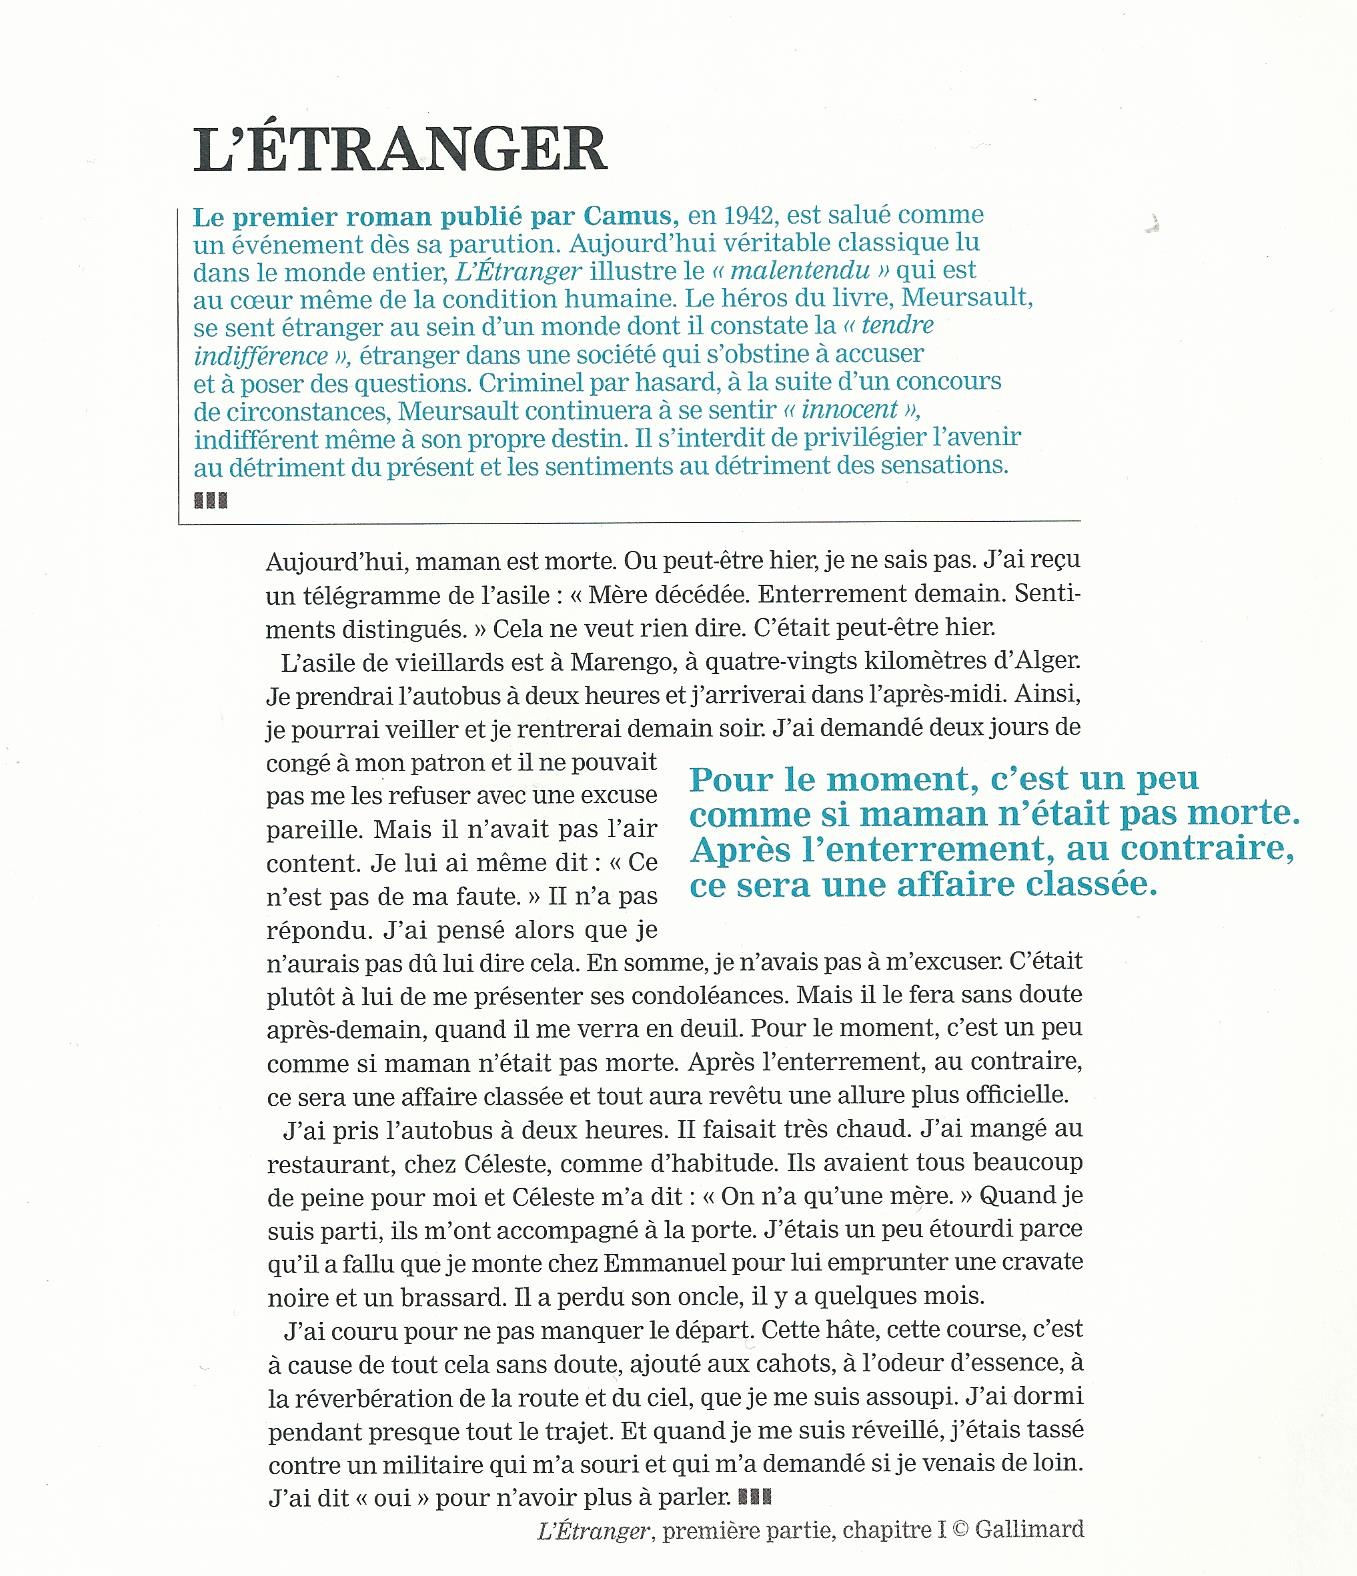 L’ÉTRANGER
Le premier roman publié par Camus, en 1942, est salué comme
un événement dès sa parution. Aujourd’hui véritable classique lu
dans le monde entier, L’Étranger illustre le « malentendu » qui est
au cœur même de la condition humaine. Le héros du livre, Meursault,
se sent étranger au sein d’un monde dont il constate la « tendre
indifférence », étranger dans une société qui s’obstine à accuser
et à poser des questions. Criminel par hasard, à la suite d’un concours
de circonstances, Meursault continuera à se sentir « innocent »,
indifférent même à son propre destin. Il s’interdit de privilégier l’avenir
au détriment du présent et les sentiments au détriment des sensations.
Aujourd’hui, maman est morte. Ou peut-être hier, je ne sais pas. J’ai reçu
un télégramme de l’asile : « Mère décédée. Enterrement demain. Senti-
ments distingués. » Cela ne veut rien dire. C’était peut-être hier.
L’asile de vieillards est à Marengo, à quatre-vingts kilomètres d’Alger.
Je prendrai l’autobus à deux heures et j’arriverai dans l’après-midi. Ainsi,
je pourrai veiller et je rentrerai demain soir. J’ai demandé deux jours de
congé à mon patron et il ne pouvait
pas me les refuser avec une excuse
pareille. Mais il n’avait pas l’air
content. Je lui ai même dit : « Ce
n’est pas de ma faute. » II n’a pas
répondu. J’ai pensé alors que je
n’aurais pas dû lui dire cela. En somme, je n’avais pas à m’excuser. C’était
plutôt à lui de me présenter ses condoléances. Mais il le fera sans doute
après-demain, quand il me verra en deuil. Pour le moment, c’est un peu
comme si maman n’était pas morte. Après l’enterrement, au contraire,
ce sera une affaire classée et tout aura revêtu une allure plus officielle.
Pour le moment, c’est un peu
comme si maman n’était pas morte.
Après l’enterrement, au contraire,
ce sera une affaire classée.
J’ai pris l’autobus à deux heures. II faisait très chaud. J’ai mangé au
restaurant, chez Céleste, comme d’habitude. Ils avaient tous beaucoup
de peine pour moi et Céleste m’a dit : « On n’a qu’une mère. » Quand je
suis parti, ils m’ont accompagné à la porte. J’étais un peu étourdi parce
qu’il a fallu que je monte chez Emmanuel pour lui emprunter une cravate
noire et un brassard. Il a perdu son oncle, il y a quelques mois.
J’ai couru pour ne pas manquer le départ. Cette hâte, cette course, c’est
à cause de tout cela sans doute, ajouté aux cahots, à l’odeur d’essence, à
la réverbération de la route et du ciel, que je me suis assoupi. J’ai dormi
pendant presque tout le trajet. Et quand je me suis réveillé, j’étais tassé
contre un militaire qui m’a souri et qui m’a demandé si je venais de loin.
J’ai dit « oui » pour n’avoir plus à parler.
L’Étranger, première partie, chapitre I © Gallimard